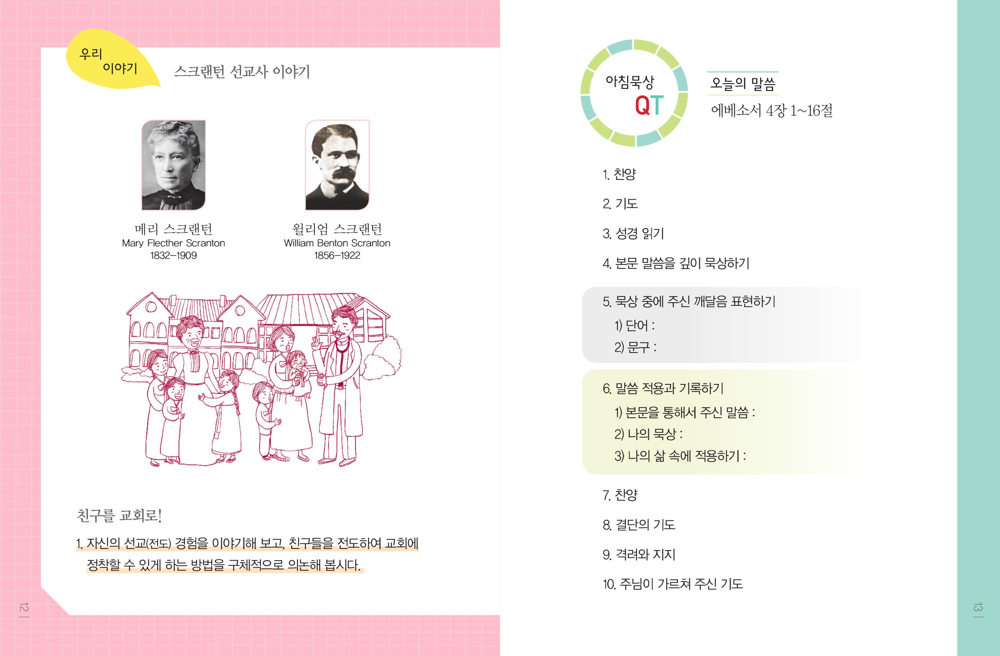 우리
이야기
스크랜턴 선교사 이야기
메리 스크랜턴
Mary Flecther Scranton
1832–1909
윌리엄 스크랜턴
William Benton Scranton
1856–1922
친구를 교회로!
1. 자신의 선교(전도) 경험을 이야기해 보고, 친구들을 전도하여 교회에
정착할 수 있게 하는 방법을 구체적으로 의논해 봅시다.
12
아침묵상
QT
오늘의 말씀
에베소서 4장 1~16절
1. 찬양
2. 기도
3. 성경 읽기
4. 본문 말씀을 깊이 묵상하기
5. 묵상 중에 주신 깨달음 표현하기
1) 단어 :
2) 문구 :
6. 말씀 적용과 기록하기
1) 본문을 통해서 주신 말씀 :
2) 나의 묵상 :
3) 나의 삶 속에 적용하기 :
7. 찬양
8. 결단의 기도
9. 격려와 지지
10. 주님이 가르쳐 주신 기도
13